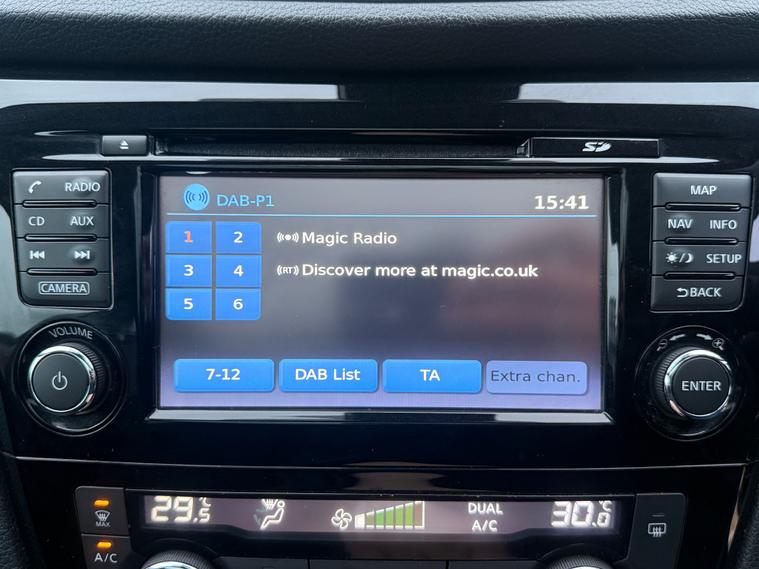 SD
RADIO
CD AUX
CAMERA
VOLUME
DAB-P1 15:41
1 2 Magic Radio
3 4 (RT) Discover more at magic.co.uk
5 6
7-12 DAB List TA Extra chan.
MAP
NAV INFO
SETUP
BACK
ENTER
MAX
A/C
29.5°C
DUAL
A/C
30.0°C